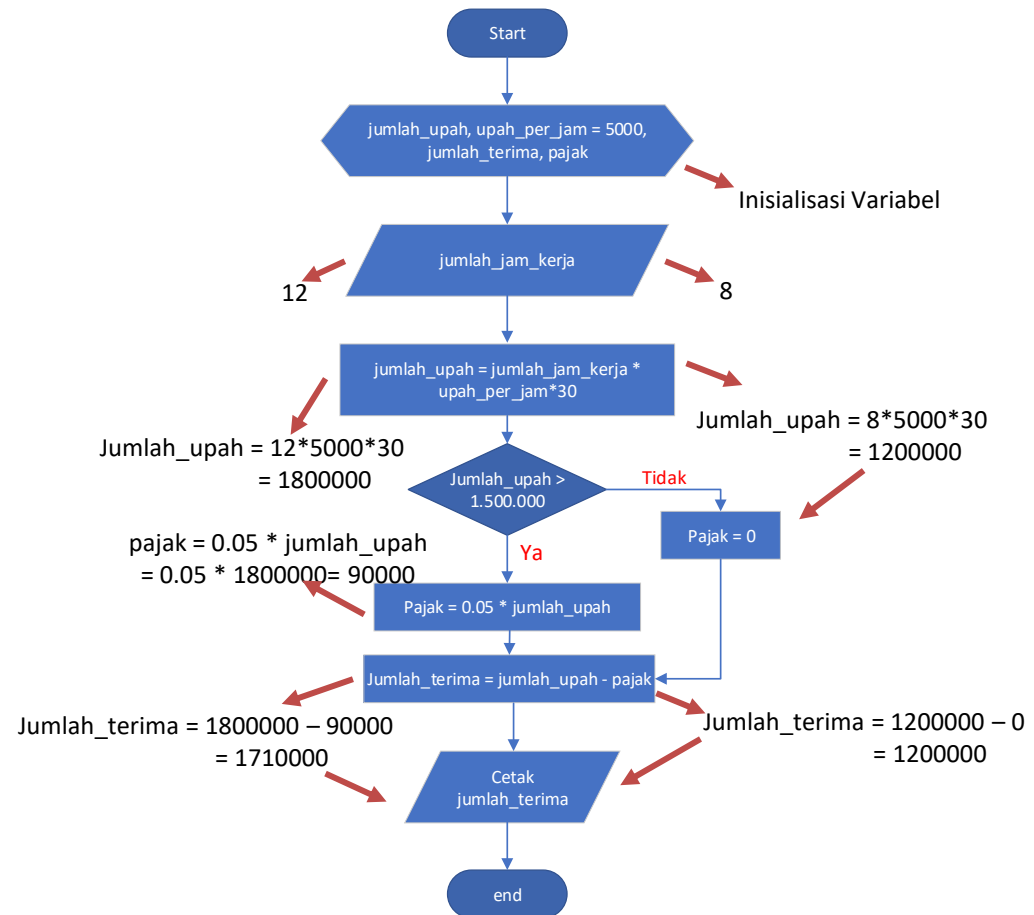 Start
jumlah_upah, upah_per_jam = 5000,
jumlah_terima, pajak
Inisialisasi Variabel
jumlah_jam_kerja
12
8
jumlah_upah = jumlah_jam_kerja *
upah_per_jam*30
Jumlah_upah = 12*5000*30
= 1800000
Jumlah_upah = 8*5000*30
= 1200000
Jumlah_upah >
1.500.000
Tidak
Pajak = 0
Ya
pajak = 0.05 * jumlah_upah
= 0.05 * 1800000= 90000
Pajak = 0.05 * jumlah_upah
Jumlah_terima = jumlah_upah - pajak
Jumlah_terima = 1800000 – 90000
= 1710000
Jumlah_terima = 1200000 – 0
= 1200000
Cetak
jumlah_terima
end